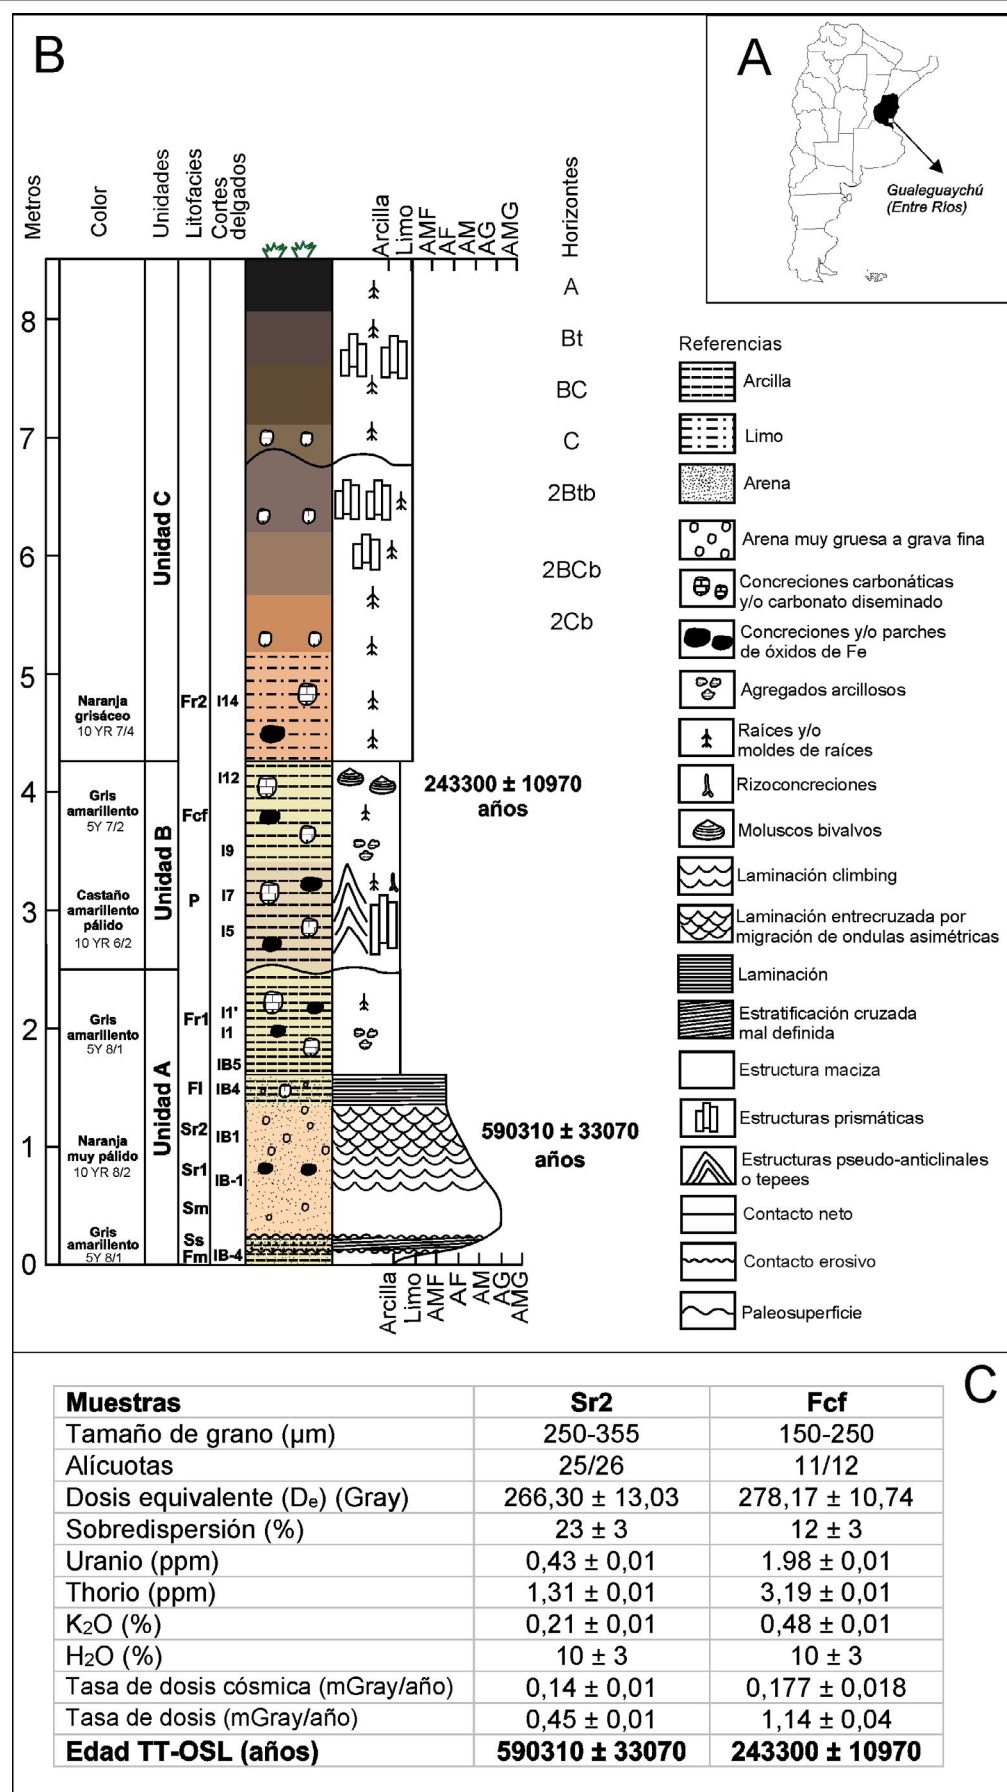 B
A
Gualeguaychú
(Entre Ríos)
Metros
Color
Unidades
Litofacies
Cortes
delgados
Arcilla
Limo
AMF
AF
AM
AG
AMG
Horizontes
A
Bt
BC
C
2Btb
2BCb
2Cb
8
7
6
5
4
3
2
1
0
Unidad C
Unidad B
Unidad A
Naranja
grisáceo
10 YR 7/4
Fr2
I14
Gris
amarillento
5Y 7/2
Fcf
I12
I9
243300 ± 10970
años
Castaño
amarillento
pálido
10 YR 6/2
P
I7
I5
Gris
amarillento
5Y 8/1
Fr1
I1'
I1
IB5
Fl
IB4
Naranja
muy pálido
10 YR 8/2
Sr2
IB1
Sr1
IB-1
590310 ± 33070
años
Sm
Gris
amarillento
5Y 8/1
Ss
Fm
IB-4
Arcilla
Limo
AMF
AF
AM
AG
AMG
Referencias
Arcilla
Limo
Arena
Arena muy gruesa a grava fina
Concreciones carbonáticas
y/o carbonato diseminado
Concreciones y/o parches
de óxidos de Fe
Agregados arcillosos
Raíces y/o
moldes de raíces
Rizoconcreciones
Moluscos bivalvos
Laminación climbing
Laminación entrecruzada por
migración de ondulas asimétricas
Laminación
Estratificación cruzada
mal definida
Estructura maciza
Estructuras prismáticas
Estructuras pseudo-anticlinales
o tepees
Contacto neto
Contacto erosivo
Paleosuperficie
C
Muestras Sr2 Fcf
Tamaño de grano (µm) 250-355 150-250
Alícuotas 25/26 11/12
Dosis equivalente (De) (Gray) 266,30 ± 13,03 278,17 ± 10,74
Sobredispersión (%) 23 ± 3 12 ± 3
Uranio (ppm) 0,43 ± 0,01 1.98 ± 0,01
Thorio (ppm) 1,31 ± 0,01 3,19 ± 0,01
K2O (%) 0,21 ± 0,01 0,48 ± 0,01
H2O (%) 10 ± 3 10 ± 3
Tasa de dosis cósmica (mGray/año) 0,14 ± 0,01 0,177 ± 0,018
Tasa de dosis (mGray/año) 0,45 ± 0,01 1,14 ± 0,04
Edad TT-OSL (años) 590310 ± 33070 243300 ± 10970